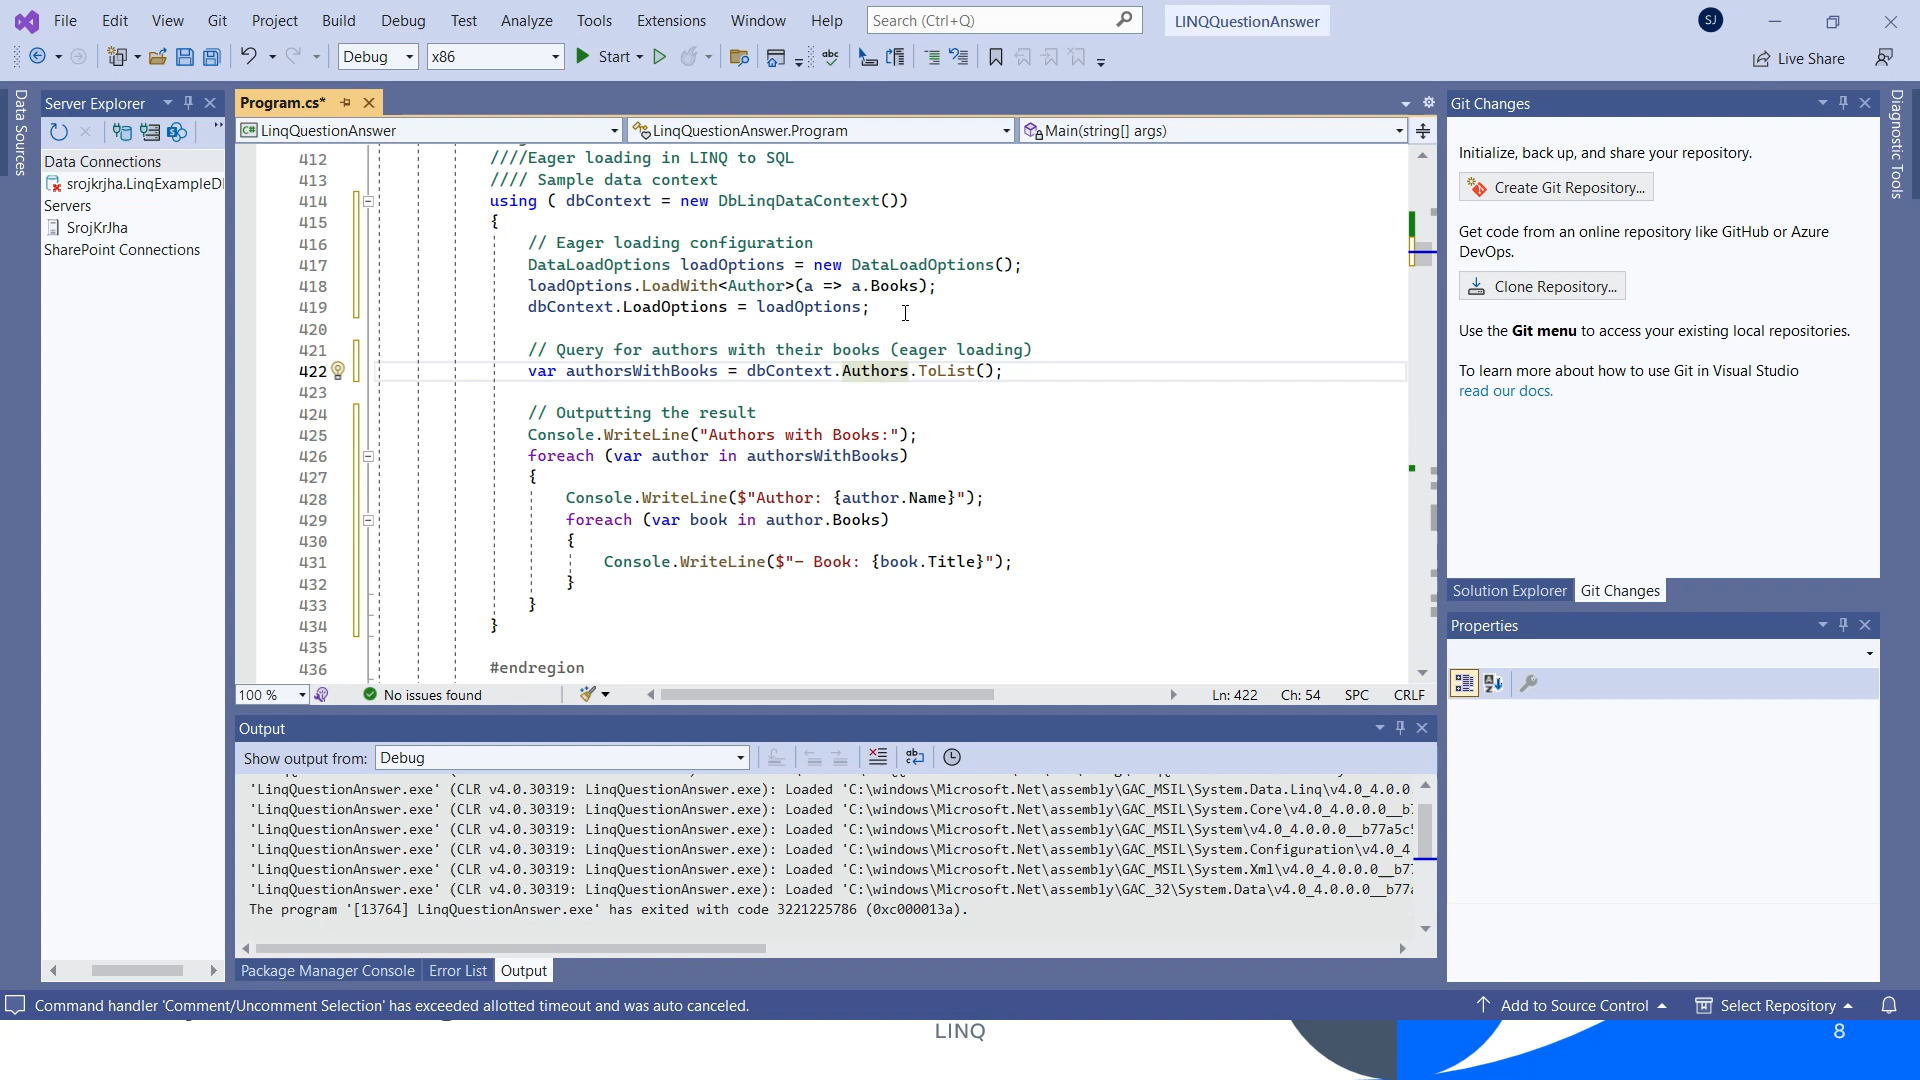 File Edit View Git Project Build Debug Test Analyze Tools Extensions Window Help Search (Ctrl+Q) LINQQuestionAnswer SJ
Debug x86 Start Live Share
Data Sources
Server Explorer
Data Connections
srojkrjha.LinqExampleD
Servers
SrojKrJha
SharePoint Connections
Program.cs*
LinqQuestionAnswer LinqQuestionAnswer.Program Main(string[] args)
412 ////Eager loading in LINQ to SQL
413 //// Sample data context
414 using ( dbContext = new DbLinqDataContext())
415 {
416 // Eager loading configuration
417 DataLoadOptions loadOptions = new DataLoadOptions();
418 loadOptions.LoadWith<Author>(a => a.Books);
419 dbContext.LoadOptions = loadOptions;
420
421 // Query for authors with their books (eager loading)
422 var authorsWithBooks = dbContext.Authors.ToList();
423
424 // Outputting the result
425 Console.WriteLine("Authors with Books:");
426 foreach (var author in authorsWithBooks)
427 {
428 Console.WriteLine($"Author: {author.Name}");
429 foreach (var book in author.Books)
430 {
431 Console.WriteLine($"- Book: {book.Title}");
432 }
433 }
434 }
435
436 #endregion
100 % No issues found Ln: 422 Ch: 54 SPC CRLF
Output
Show output from: Debug
'LinqQuestionAnswer.exe' (CLR v4.0.30319: LinqQuestionAnswer.exe): Loaded 'C:\windows\Microsoft.Net\assembly\GAC_MSIL\System.Data.Linq\v4.0_4.0.0
'LinqQuestionAnswer.exe' (CLR v4.0.30319: LinqQuestionAnswer.exe): Loaded 'C:\windows\Microsoft.Net\assembly\GAC_MSIL\System.Core\v4.0_4.0.0.0__b
'LinqQuestionAnswer.exe' (CLR v4.0.30319: LinqQuestionAnswer.exe): Loaded 'C:\windows\Microsoft.Net\assembly\GAC_MSIL\System\v4.0_4.0.0.0__b77a5c
'LinqQuestionAnswer.exe' (CLR v4.0.30319: LinqQuestionAnswer.exe): Loaded 'C:\windows\Microsoft.Net\assembly\GAC_MSIL\System.Configuration\v4.0_4
'LinqQuestionAnswer.exe' (CLR v4.0.30319: LinqQuestionAnswer.exe): Loaded 'C:\windows\Microsoft.Net\assembly\GAC_MSIL\System.Xml\v4.0_4.0.0.0__b7
'LinqQuestionAnswer.exe' (CLR v4.0.30319: LinqQuestionAnswer.exe): Loaded 'C:\windows\Microsoft.Net\assembly\GAC_32\System.Data\v4.0_4.0.0.0__b77
The program '[13764] LinqQuestionAnswer.exe' has exited with code 3221225786 (0xc000013a).
Package Manager Console Error List Output
Git Changes
Initialize, back up, and share your repository.
Create Git Repository...
Get code from an online repository like GitHub or Azure
DevOps.
Clone Repository...
Use the Git menu to access your existing local repositories.
To learn more about how to use Git in Visual Studio
read our docs.
Solution Explorer Git Changes
Properties
Diagnostic Tools
Command handler 'Comment/Uncomment Selection' has exceeded allotted timeout and was auto canceled. Add to Source Control Select Repository
LINQ 8